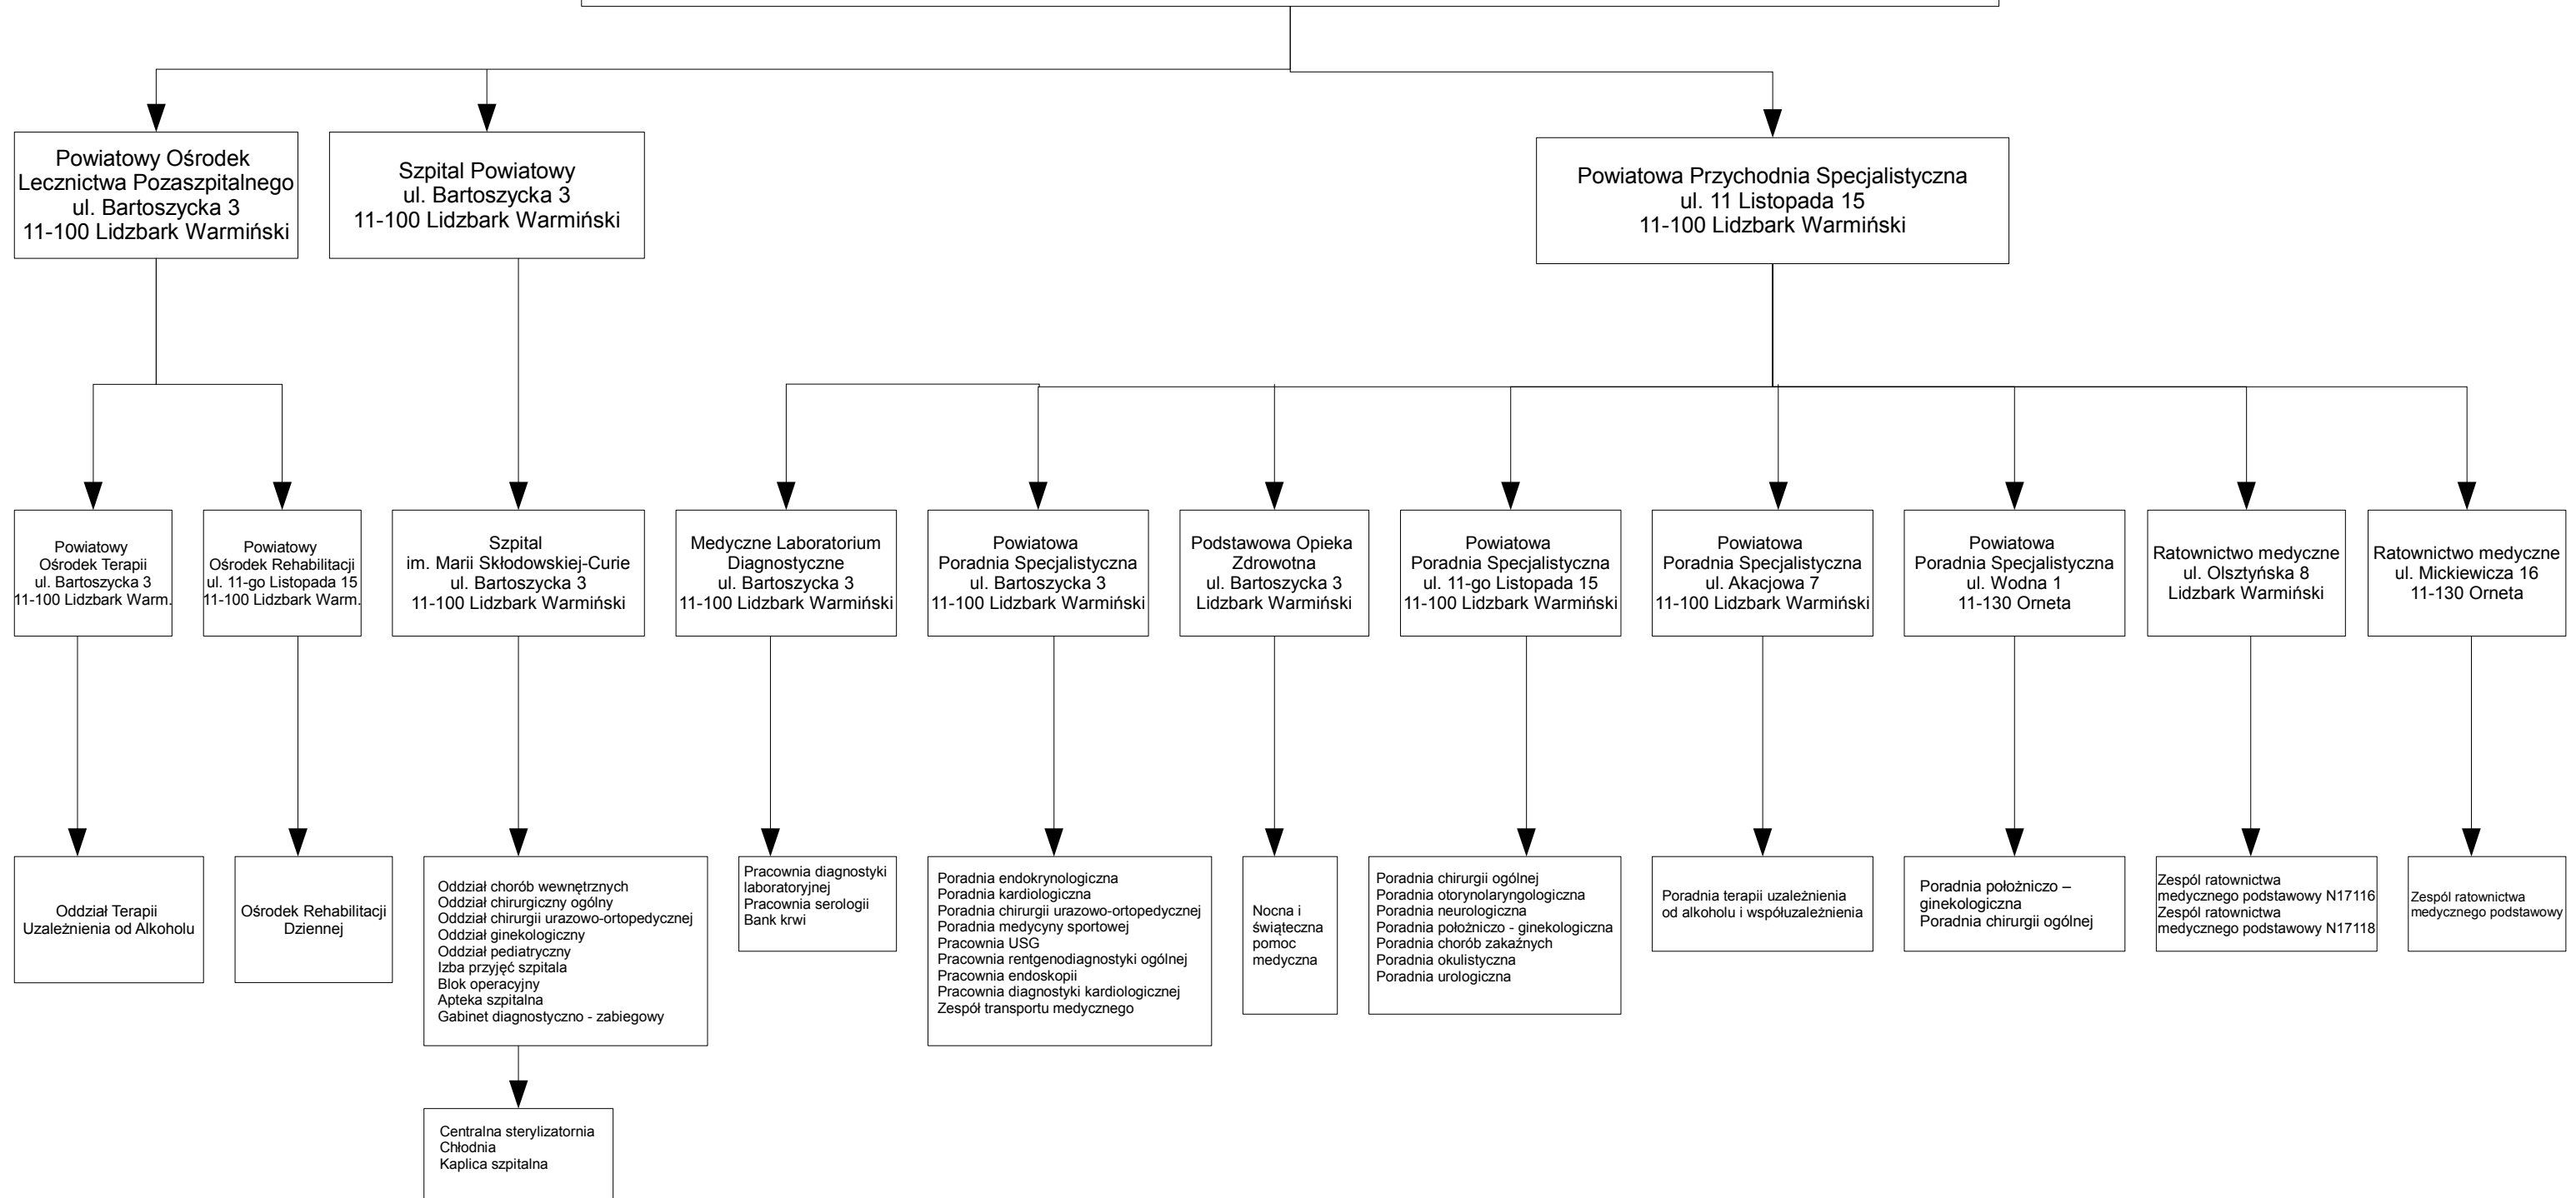 Powiatowy Ośrodek
Lecznictwa Pozaszpitalnego
ul. Bartoszycka 3
11-100 Lidzbark Warmiński
Szpital Powiatowy
ul. Bartoszycka 3
11-100 Lidzbark Warmiński
Powiatowa Przychodnia Specjalistyczna
ul. 11 Listopada 15
11-100 Lidzbark Warmiński
Powiatowy
Ośrodek Terapii
ul. Bartoszycka 3
11-100 Lidzbark Warm.
Powiatowy
Ośrodek Rehabilitacji
ul. 11-go Listopada 15
11-100 Lidzbark Warm.
Szpital
im. Marii Skłodowskiej-Curie
ul. Bartoszycka 3
11-100 Lidzbark Warmiński
Medyczne Laboratorium
Diagnostyczne
ul. Bartoszycka 3
11-100 Lidzbark Warmiński
Powiatowa
Poradnia Specjalistyczna
ul. Bartoszycka 3
11-100 Lidzbark Warmiński
Podstawowa Opieka
Zdrowotna
ul. Bartoszycka 3
Lidzbark Warmiński
Powiatowa
Poradnia Specjalistyczna
ul. 11-go Listopada 15
11-100 Lidzbark Warmiński
Powiatowa
Poradnia Specjalistyczna
ul. Akacjowa 7
11-100 Lidzbark Warmiński
Powiatowa
Poradnia Specjalistyczna
ul. Wodna 1
11-130 Orneta
Ratownictwo medyczne
ul. Olsztyńska 8
Lidzbark Warmiński
Ratownictwo medyczne
ul. Mickiewicza 16
11-130 Orneta
Oddział Terapii
Uzależnienia od Alkoholu
Ośrodek Rehabilitacji
Dziennej
Oddział chorób wewnętrznych
Oddział chirurgiczny ogólny
Oddział chirurgii urazowo-ortopedycznej
Oddział ginekologiczny
Oddział pediatryczny
Izba przyjęć szpitala
Blok operacyjny
Apteka szpitalna
Gabinet diagnostyczno - zabiegowy
Pracownia diagnostyki
laboratoryjnej
Pracownia serologii
Bank krwi
Poradnia endokrynologiczna
Poradnia kardiologiczna
Poradnia chirurgii urazowo-ortopedycznej
Poradnia medycyny sportowej
Pracownia USG
Pracownia rentgenodiagnostyki ogólnej
Pracownia endoskopii
Pracownia diagnostyki kardiologicznej
Zespół transportu medycznego
Nocna i
świąteczna
pomoc
medyczna
Poradnia chirurgii ogólnej
Poradnia otorynolaryngologiczna
Poradnia neurologiczna
Poradnia położniczo - ginekologiczna
Poradnia chorób zakaźnych
Poradnia okulistyczna
Poradnia urologiczna
Poradnia terapii uzależnienia
od alkoholu i współuzależnienia
Poradnia położniczo –
ginekologiczna
Poradnia chirurgii ogólnej
Zespól ratownictwa
medycznego podstawowy N17116
Zespól ratownictwa
medycznego podstawowy N17118
Zespól ratownictwa
medycznego podstawowy
Centralna sterylizatornia
Chłodnia
Kaplica szpitalna